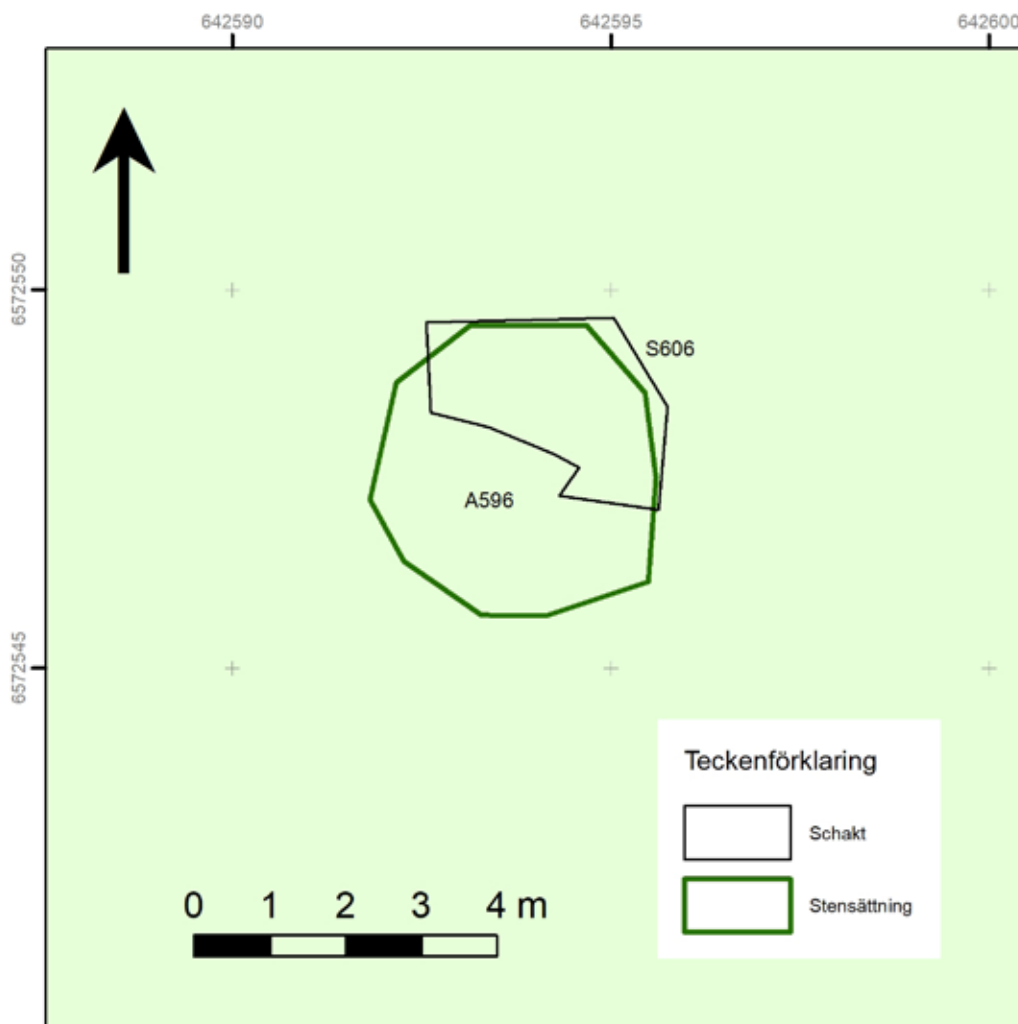 642590 642595 642600
6572550
S606
A596
6572545
Teckenförklaring
Schakt
Stensättning
0 1 2 3 4 m